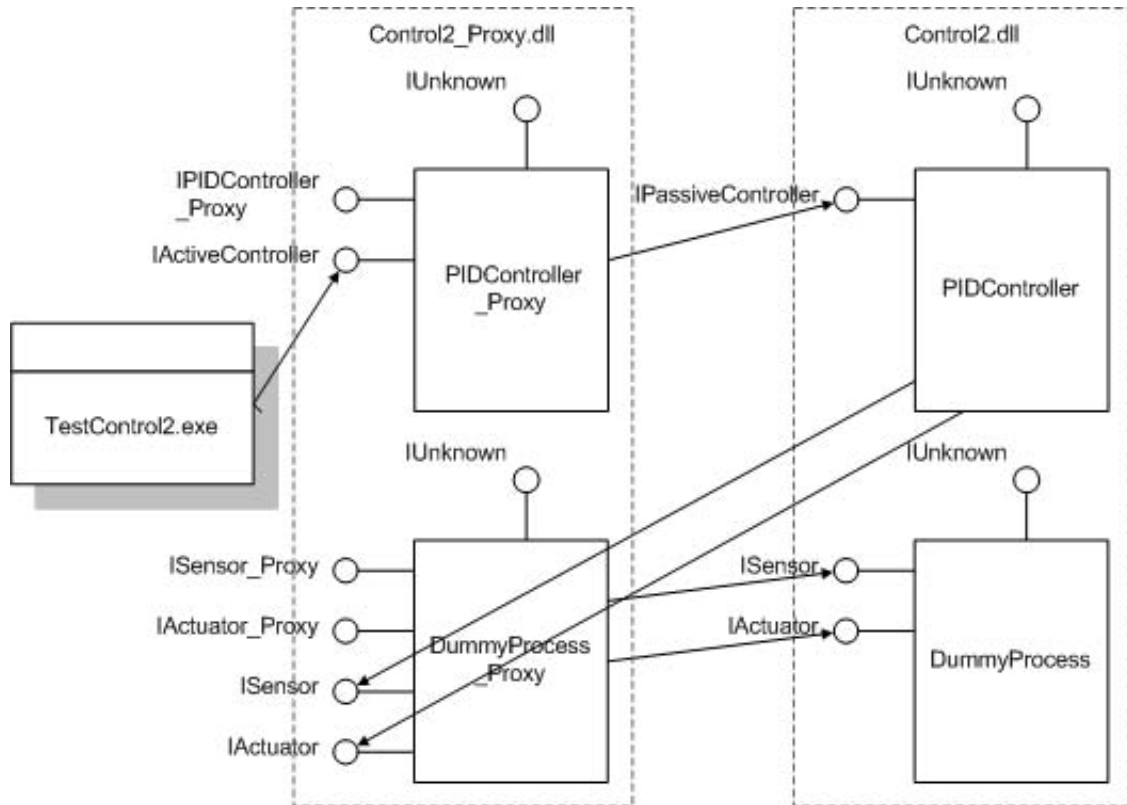 Control2_Proxy.dll
Control2.dll
IUnknown
IUnknown
IPIDController
_Proxy
IPassiveController
IActiveController
PIDController
_Proxy
PIDController
TestControl2.exe
IUnknown
IUnknown
ISensor_Proxy
ISensor
IActuator_Proxy
IActuator
DummyProcess
_Proxy
DummyProcess
ISensor
IActuator